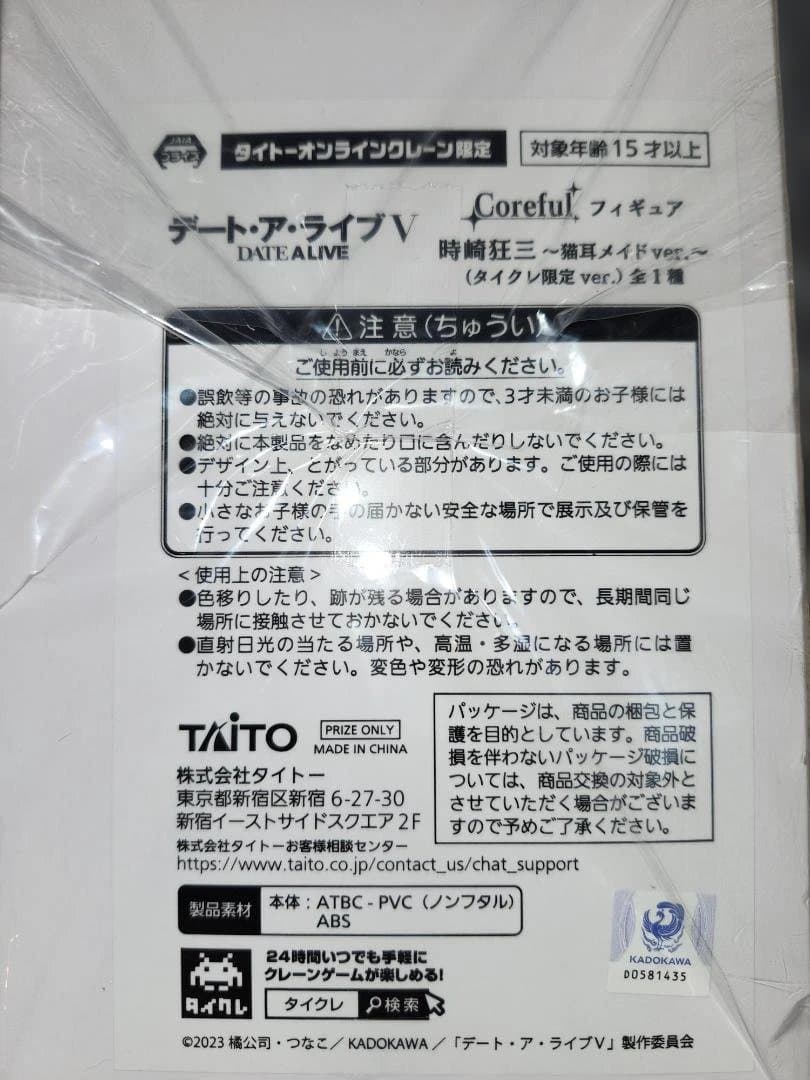 JAIA
プライズ
タイトーオンラインクレーン限定
対象年齢15才以上
デート・ア・ライブV
DATE A LIVE
Coreful フィギュア
時崎狂三 ～猫耳メイドver.～
(タイクレ限定ver.) 全1種
注意(ちゅうい)
しようまえ かなら よ
ご使用前に必ずお読みください。
●誤飲等の事故の恐れがありますので、3才未満のお子様には
絶対に与えないでください。
●絶対に本製品をなめたり口に含んだりしないでください。
●デザイン上、とがっている部分があります。ご使用の際には
十分ご注意ください。
●小さなお子様の手の届かない安全な場所で展示及び保管を
行ってください。
<使用上の注意>
●色移りしたり、跡が残る場合がありますので、長期間同じ
場所に接触させておかないでください。
●直射日光の当たる場所や、高温・多湿になる場所には置
かないでください。変色や変形の恐れがあります。
TAITO
PRIZE ONLY
MADE IN CHINA
株式会社タイトー
東京都新宿区新宿 6-27-30
新宿イーストサイドスクエア 2F
株式会社タイトーお客様相談センター
https://www.taito.co.jp/contact_us/chat_support
パッケージは、商品の梱包と保
護を目的としています。商品破
損を伴わないパッケージ破損に
ついては、商品交換の対象外と
させていただく場合がございま
すので予めご了承ください。
製品素材
本体：ATBC-PVC (ノンフタル)
ABS
タイクレ
24時間いつでも手軽に
クレーンゲームが楽しめる!
タイクレ 検索
KADOKAWA
D0581435
©2023 橘公司・つなこ／KADOKAWA／「デート・ア・ライブV」製作委員会